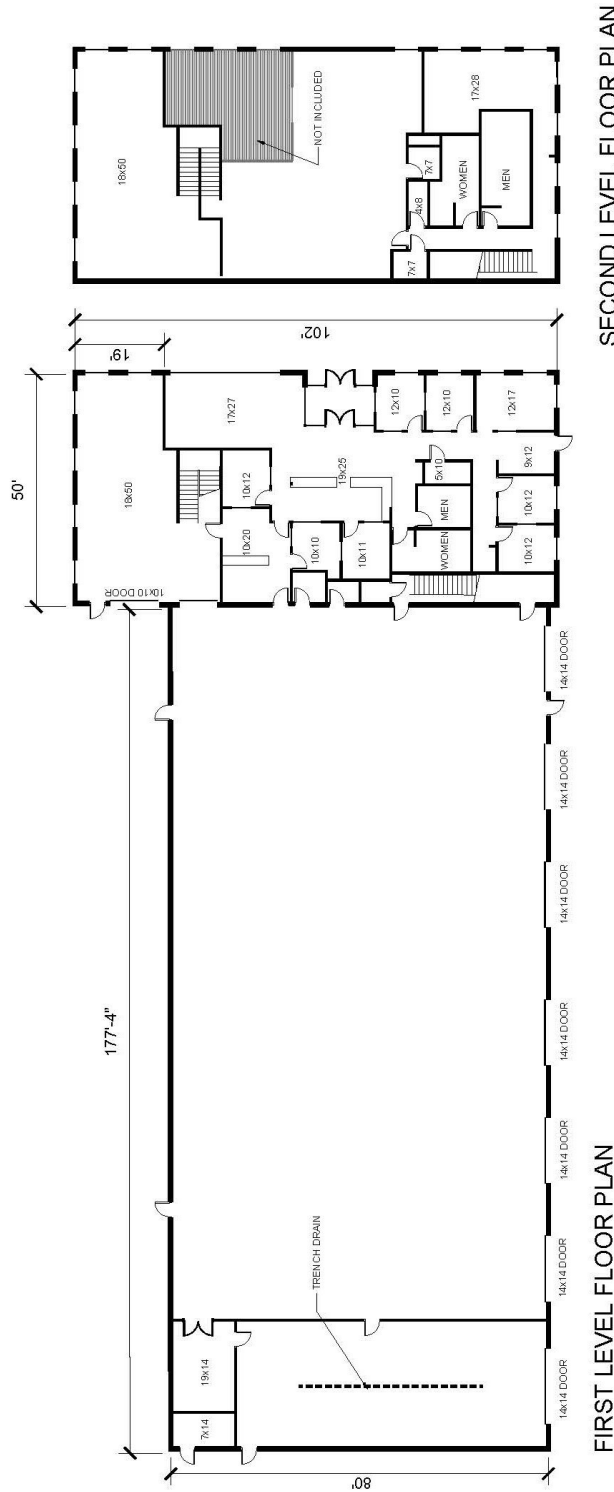 SECOND LEVEL FLOOR PLAN
18x50
NOT INCLUDED
17x28
7x7
4x8
WOMEN
MEN
7x7
102'
19'
50'
18x50
17x27
10x12
10x20
19x25
12x10
12x10
12x17
10x10
10x11
5x10
MEN
WOMEN
9x12
10x12
10x12
10x10 DOOR
177'-4"
14x14 DOOR
14x14 DOOR
14x14 DOOR
14x14 DOOR
14x14 DOOR
14x14 DOOR
14x14 DOOR
TRENCH DRAIN
19x14
7x14
80'
FIRST LEVEL FLOOR PLAN